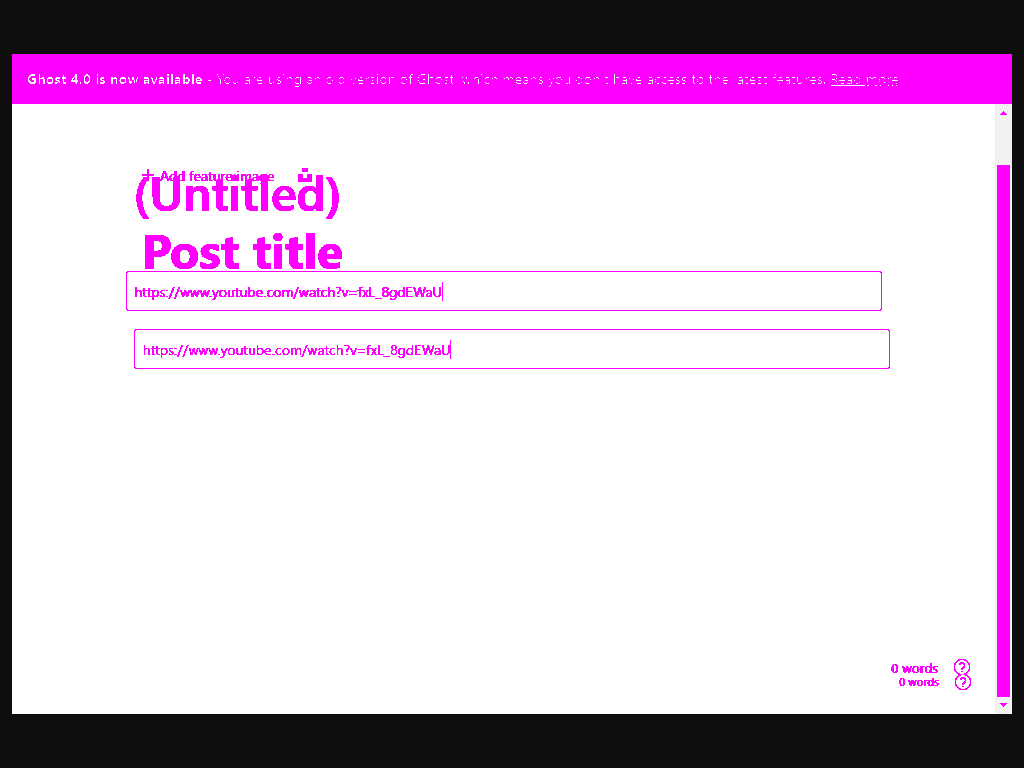 Ghost 4.0 is now available - You are using an old version of Ghost, which means you don't have access to the latest features. Read more
+ Add feature image
(Untitled)
Post title
https://www.youtube.com/watch?v=fxL_8gdEWaU
https://www.youtube.com/watch?v=fxL_8gdEWaU
0 words ?
0 words ?